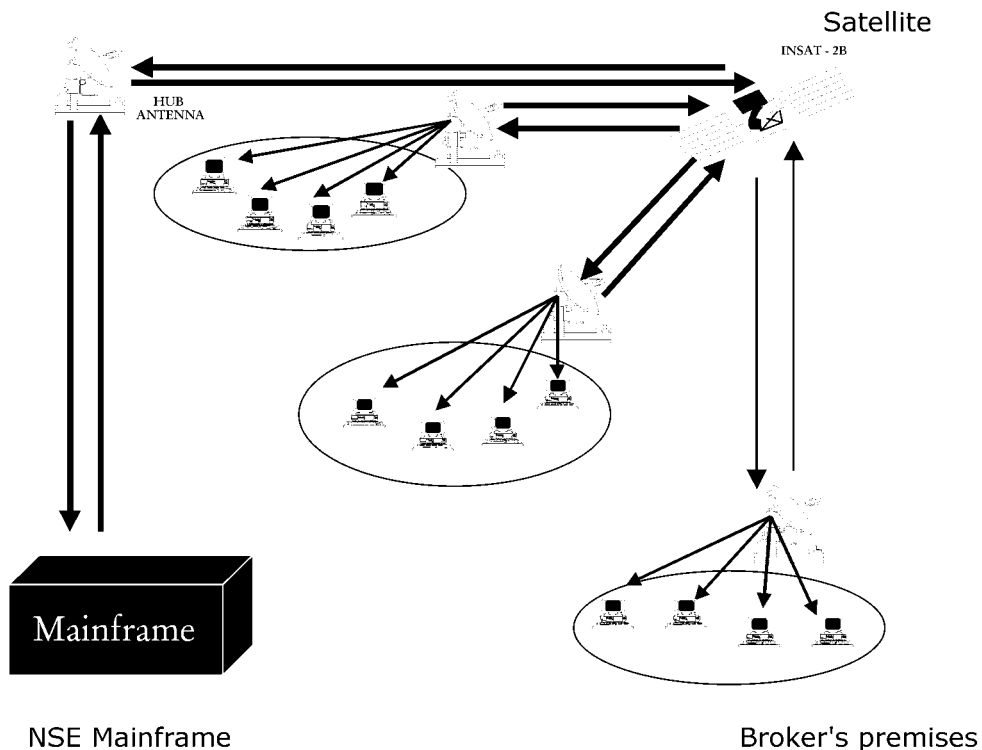 Satellite
INSAT - 2B
HUB
ANTENNA
Mainframe
NSE Mainframe
Broker's premises